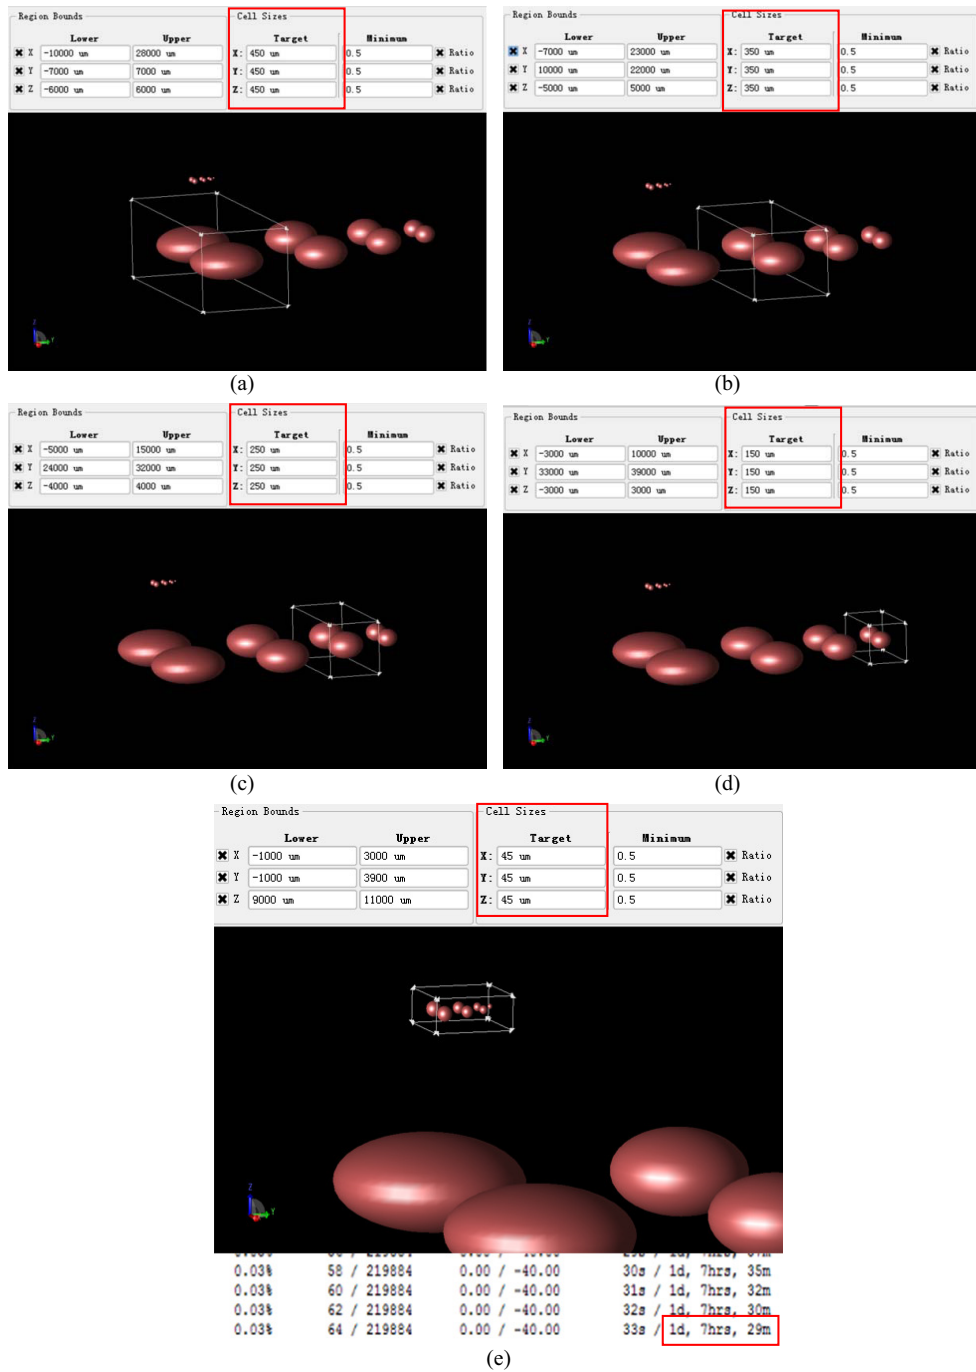 Region Bounds Cell Sizes
Lower Upper Target Minimum
X -10000 um 28000 um X: 450 um 0.5 Ratio
Y -7000 um 7000 um Y: 450 um 0.5 Ratio
Z -6000 um 6000 um Z: 450 um 0.5 Ratio
Z
Y
(a)
Region Bounds Cell Sizes
Lower Upper Target Minimum
X -7000 um 23000 um X: 350 um 0.5 Ratio
Y 10000 um 22000 um Y: 350 um 0.5 Ratio
Z -5000 um 5000 um Z: 350 um 0.5 Ratio
Z
Y
(b)
Region Bounds Cell Sizes
Lower Upper Target Minimum
X -5000 um 15000 um X: 250 um 0.5 Ratio
Y 24000 um 32000 um Y: 250 um 0.5 Ratio
Z -4000 um 4000 um Z: 250 um 0.5 Ratio
Z
Y
(c)
Region Bounds Cell Sizes
Lower Upper Target Minimum
X -3000 um 10000 um X: 150 um 0.5 Ratio
Y 33000 um 39000 um Y: 150 um 0.5 Ratio
Z -3000 um 3000 um Z: 150 um 0.5 Ratio
Z
Y
(d)
Region Bounds Cell Sizes
Lower Upper Target Minimum
X -1000 um 3000 um X: 45 um 0.5 Ratio
Y -1000 um 3900 um Y: 45 um 0.5 Ratio
Z 9000 um 11000 um Z: 45 um 0.5 Ratio
Z
Y
0.03% 58 / 219884 0.00 / -40.00 30s / 1d, 7hrs, 35m
0.03% 60 / 219884 0.00 / -40.00 31s / 1d, 7hrs, 32m
0.03% 62 / 219884 0.00 / -40.00 32s / 1d, 7hrs, 30m
0.03% 64 / 219884 0.00 / -40.00 33s / 1d, 7hrs, 29m
(e)